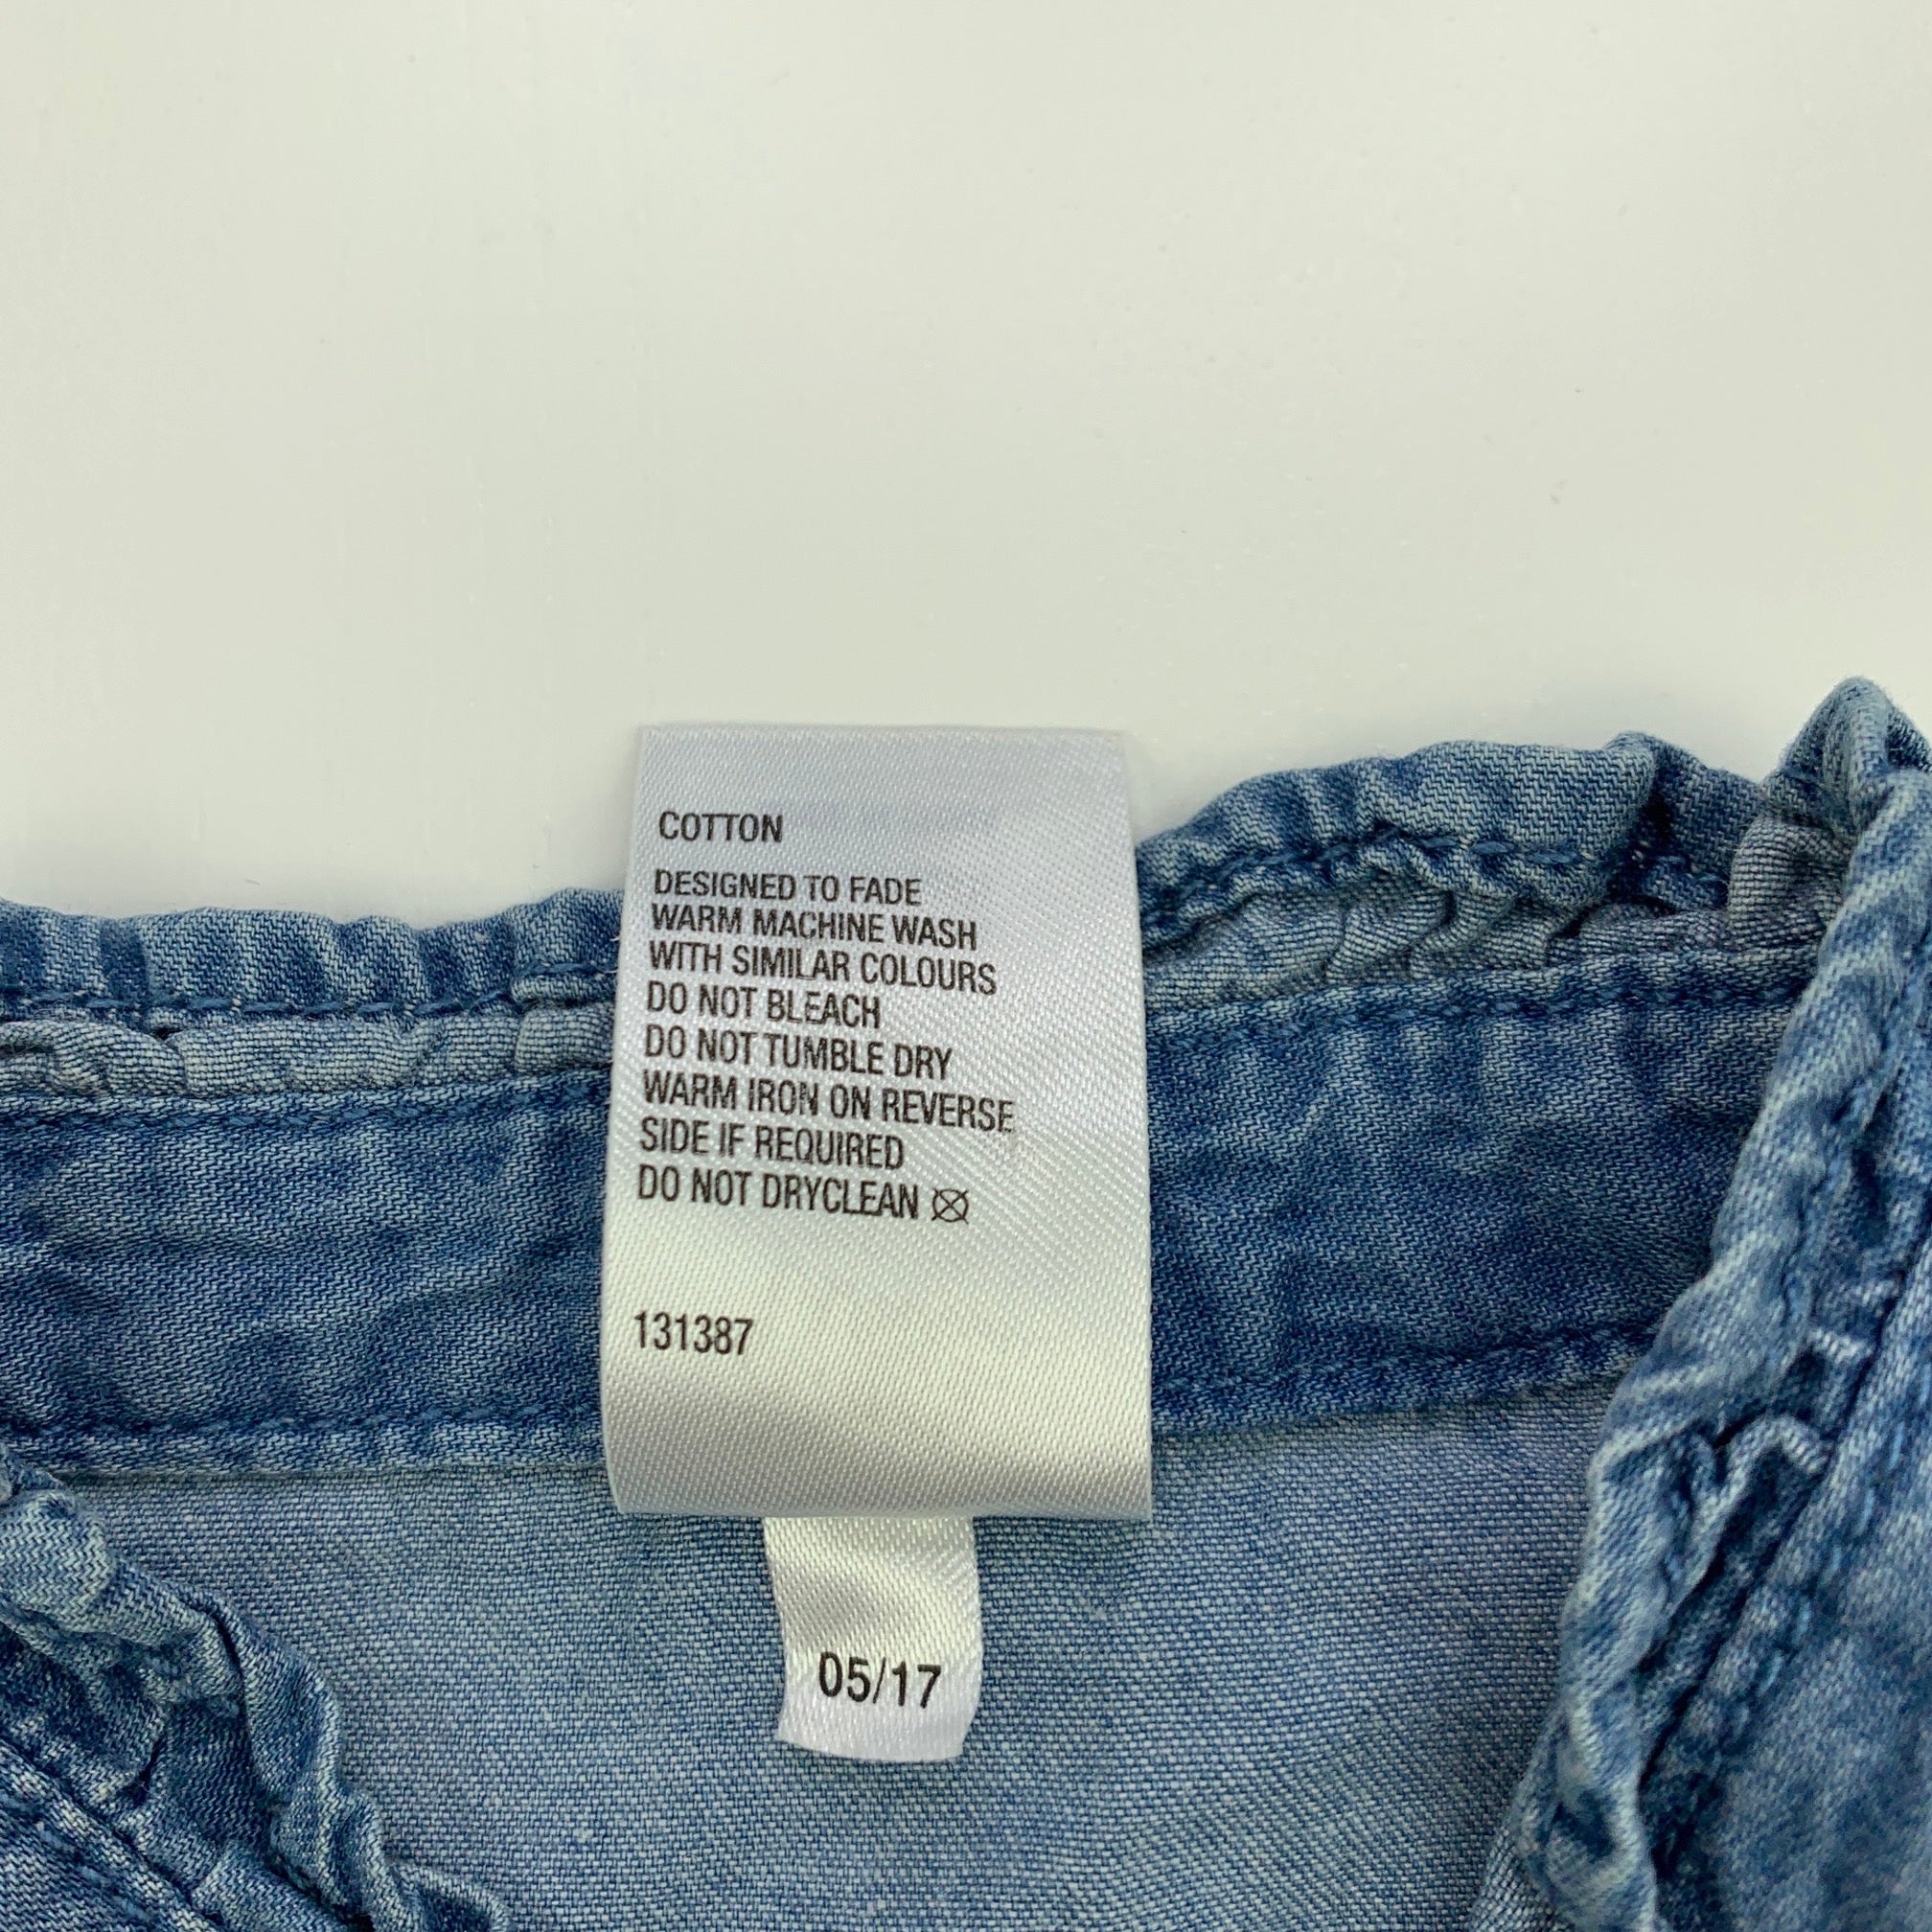 COTTON
DESIGNED TO FADE
WARM MACHINE WASH
WITH SIMILAR COLOURS
DO NOT BLEACH
DO NOT TUMBLE DRY
WARM IRON ON REVERSE
SIDE IF REQUIRED
DO NOT DRYCLEAN
131387
05/17